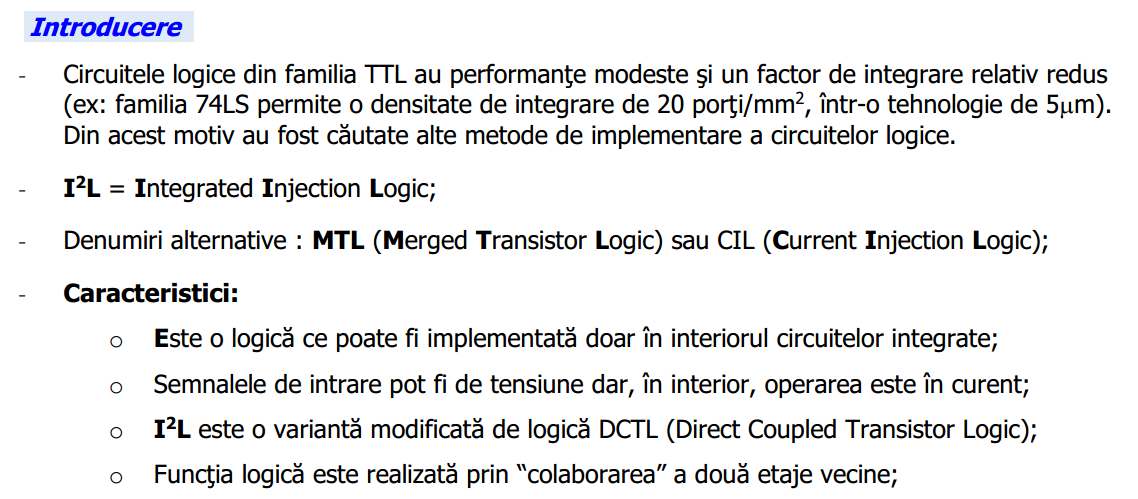 Introducere
- Circuitele logice din familia TTL au performanţe modeste şi un factor de integrare relativ redus
(ex: familia 74LS permite o densitate de integrare de 20 porţi/mm², într-o tehnologie de 5μm).
Din acest motiv au fost căutate alte metode de implementare a circuitelor logice.
- I²L = Integrated Injection Logic;
- Denumiri alternative : MTL (Merged Transistor Logic) sau CIL (Current Injection Logic);
- Caracteristici:
o Este o logică ce poate fi implementată doar în interiorul circuitelor integrate;
o Semnalele de intrare pot fi de tensiune dar, în interior, operarea este în curent;
o I²L este o variantă modificată de logică DCTL (Direct Coupled Transistor Logic);
o Funcţia logică este realizată prin “colaborarea” a două etaje vecine;